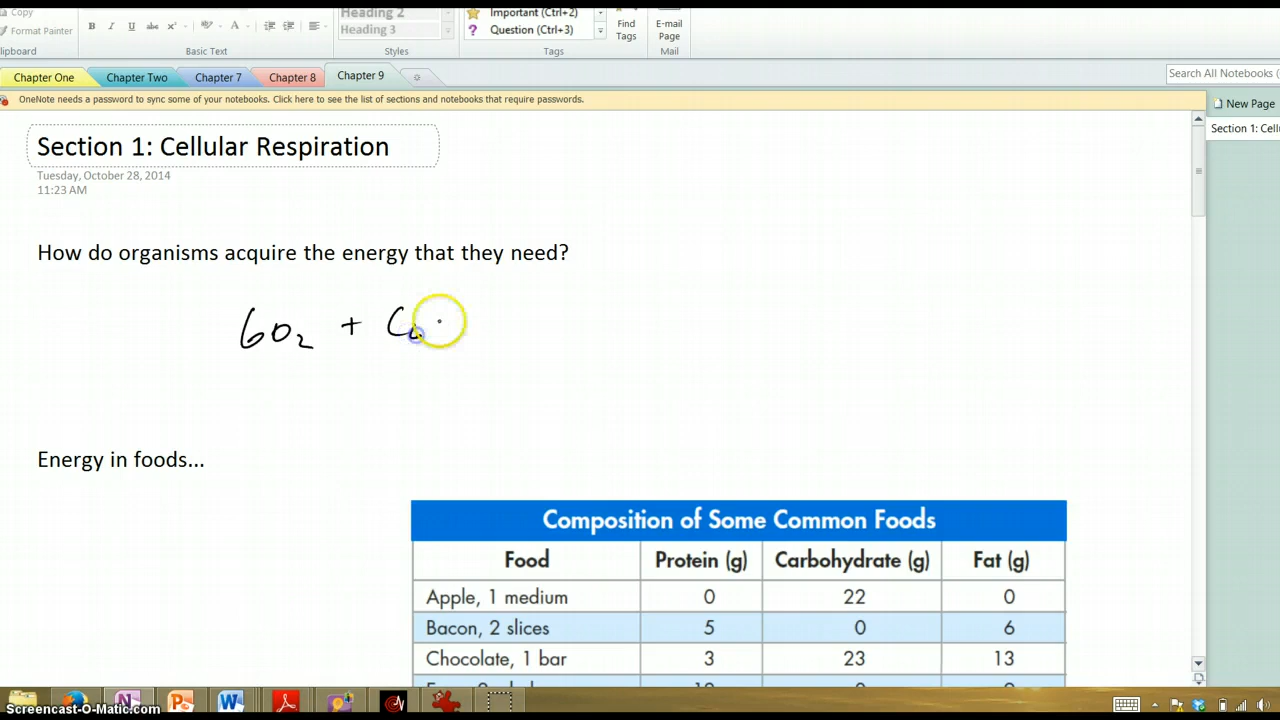 Copy
Format Painter
lipboard
B I U abc x²
A
Basic Text
Heading 2
Heading 3
Styles
Important (Ctrl+2)
Question (Ctrl+3)
Tags
Find
Tags
E-mail
Page
Mail
Chapter One
Chapter Two
Chapter 7
Chapter 8
Chapter 9
Search All Notebooks (
OneNote needs a password to sync some of your notebooks. Click here to see the list of sections and notebooks that require passwords.
New Page
Section 1: Cellular Respiration
Section 1: Cellu
Tuesday, October 28, 2014
11:23 AM
How do organisms acquire the energy that they need?
6O₂ + C₆
Energy in foods...
Composition of Some Common Foods
Food Protein (g) Carbohydrate (g) Fat (g)
Apple, 1 medium 0 22 0
Bacon, 2 slices 5 0 6
Chocolate, 1 bar 3 23 13
Screencast-O-Matic.com